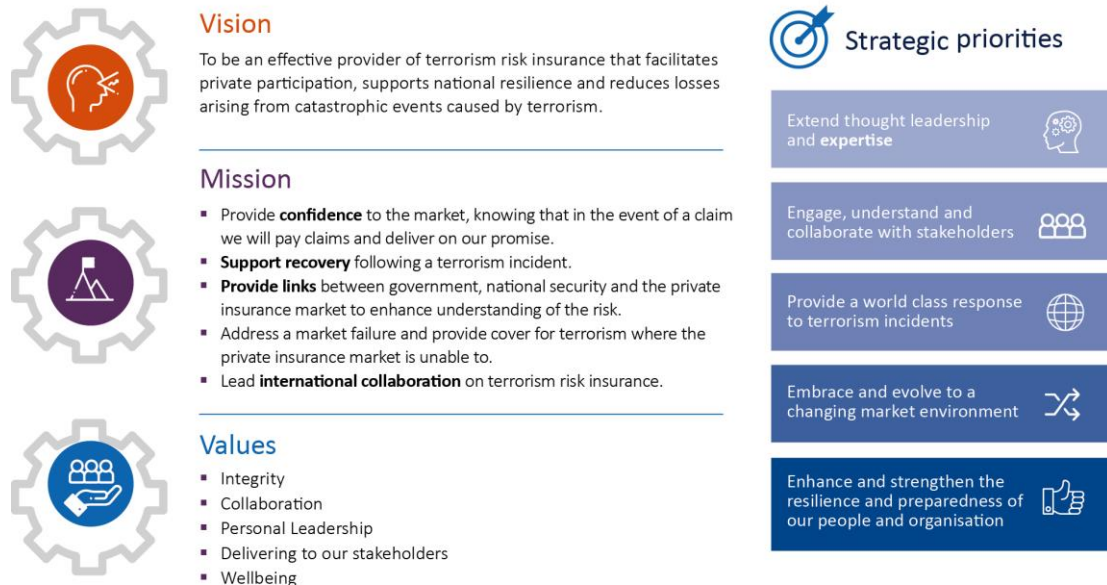 Vision
To be an effective provider of terrorism risk insurance that facilitates
private participation, supports national resilience and reduces losses
arising from catastrophic events caused by terrorism.
Mission
▪ Provide confidence to the market, knowing that in the event of a claim
we will pay claims and deliver on our promise.
▪ Support recovery following a terrorism incident.
▪ Provide links between government, national security and the private
insurance market to enhance understanding of the risk.
▪ Address a market failure and provide cover for terrorism where the
private insurance market is unable to.
▪ Lead international collaboration on terrorism risk insurance.
Values
▪ Integrity
▪ Collaboration
▪ Personal Leadership
▪ Delivering to our stakeholders
▪ Wellbeing
Strategic priorities
Extend thought leadership
and expertise
Engage, understand and
collaborate with stakeholders
Provide a world class response
to terrorism incidents
Embrace and evolve to a
changing market environment
Enhance and strengthen the
resilience and preparedness of
our people and organisation